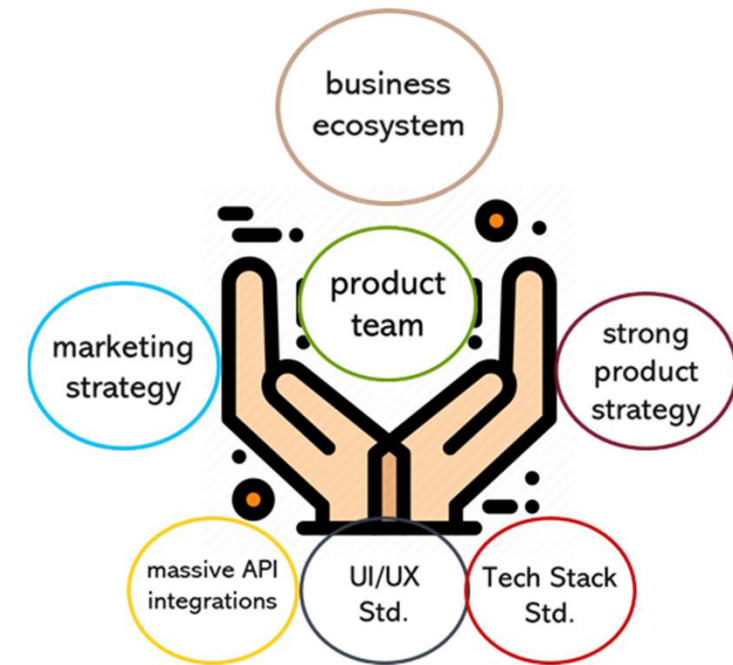 business
ecosystem
product
team
marketing
strategy
strong
product
strategy
massive API
integrations
UI/UX
Std.
Tech Stack
Std.